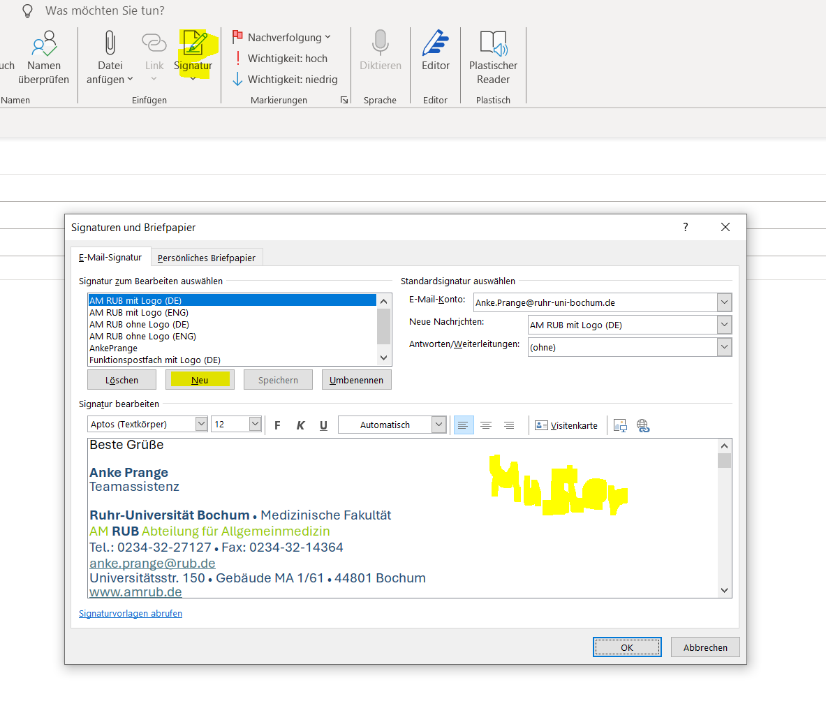 Was möchten Sie tun?
uch
Namen
überprüfen
Namen
Datei
anfügen
Link
Signatur
Einfügen
Nachverfolgung
Wichtigkeit: hoch
Wichtigkeit: niedrig
Markierungen
Diktieren
Sprache
Editor
Editor
Plastischer
Reader
Plastisch
Signaturen und Briefpapier
?
E-Mail-Signatur
Persönliches Briefpapier
Signatur zum Bearbeiten auswählen
AM RUB mit Logo (DE)
AM RUB mit Logo (ENG)
AM RUB ohne Logo (DE)
AM RUB ohne Logo (ENG)
AnkePrange
Funktionspostfach mit Logo (DE)
Löschen
Neu
Speichern
Umbenennen
Standardsignatur auswählen
E-Mail-Konto: Anke.Prange@ruhr-uni-bochum.de
Neue Nachrichten: AM RUB mit Logo (DE)
Antworten/Weiterleitungen: (ohne)
Signatur bearbeiten
Aptos (Textkörper) 12 F K U Automatisch Visitenkarte
Beste Grüße
Anke Prange
Teamassistenz
Ruhr-Universität Bochum • Medizinische Fakultät
AM RUB Abteilung für Allgemeinmedizin
Tel.: 0234-32-27127 • Fax: 0234-32-14364
anke.prange@rub.de
Universitätsstr. 150 • Gebäude MA 1/61 • 44801 Bochum
www.amrub.de
Signaturvorlagen abrufen
OK
Abbrechen